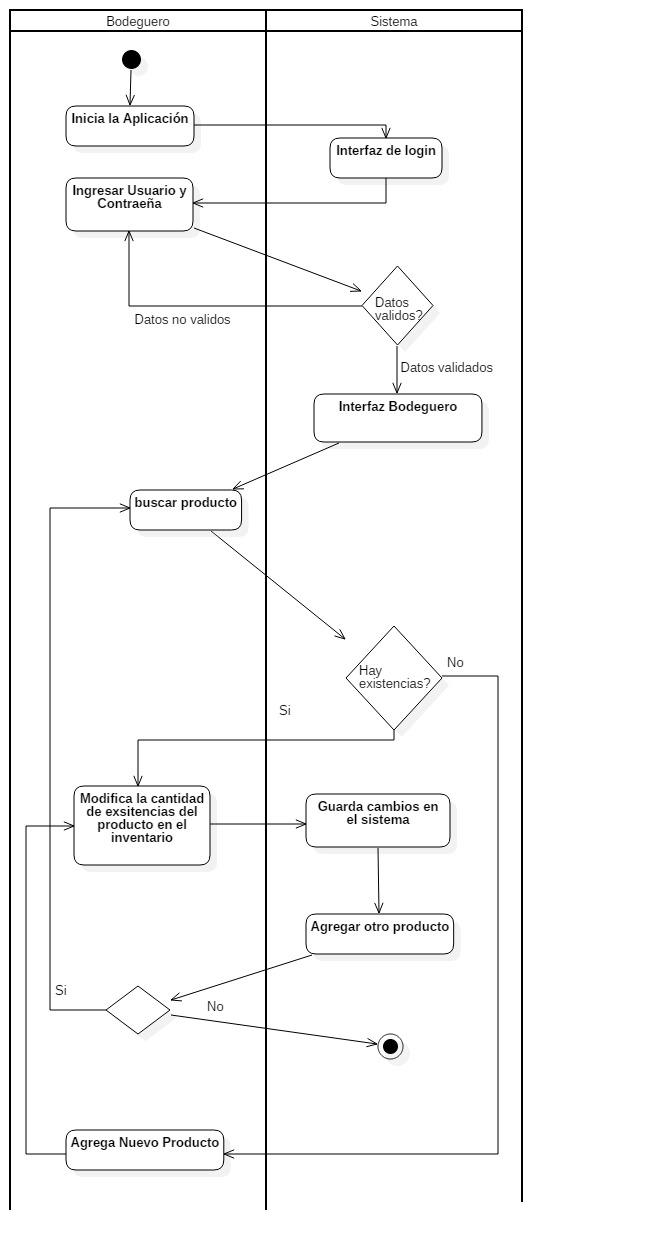 Bodeguero
Sistema
Inicia la Aplicación
Interfaz de login
Ingresar Usuario y
Contraeña
Datos
validos?
Datos no validos
Datos validados
Interfaz Bodeguero
buscar producto
Hay
existencias?
No
Si
Modifica la cantidad
de exsitencias del
producto en el
inventario
Guarda cambios en
el sistema
Agregar otro producto
Si
No
Agrega Nuevo Producto